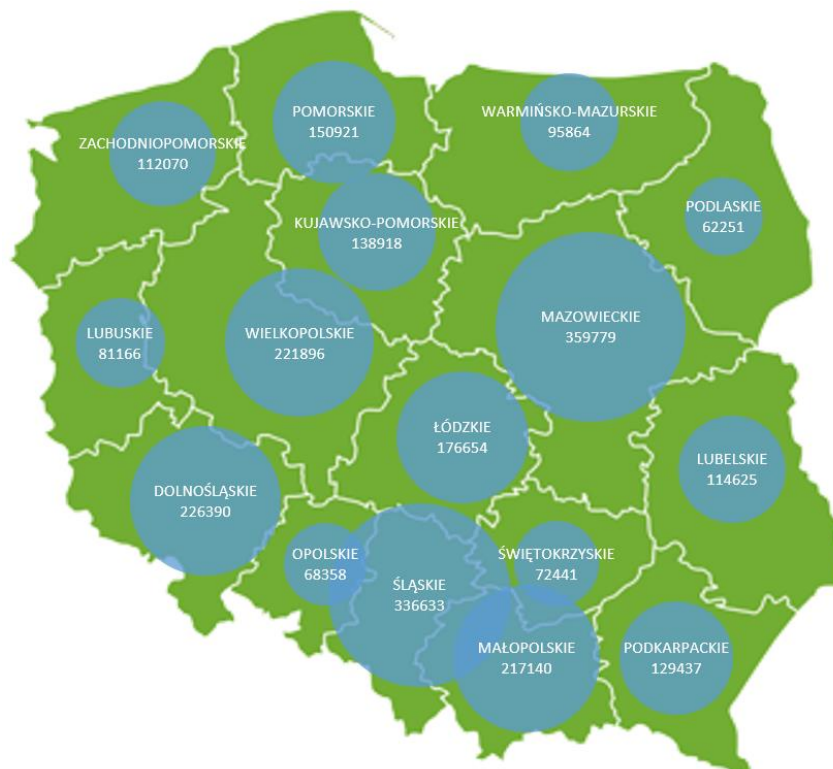 POMORSKIE
150921
WARMIŃSKO-MAZURSKIE
95864
ZACHODNIOPOMORSKIE
112070
PODLASKIE
62251
KUJAWSKO-POMORSKIE
138918
MAZOWIECKIE
359779
LUBUSKIE
81166
WIELKOPOLSKIE
221896
ŁÓDZKIE
176654
LUBELSKIE
114625
DOLNOŚLĄSKIE
226390
OPOLSKIE
68358
ŚWIĘTOKRZYSKIE
72441
ŚLĄSKIE
336633
MAŁOPOLSKIE
217140
PODKARPACKIE
129437